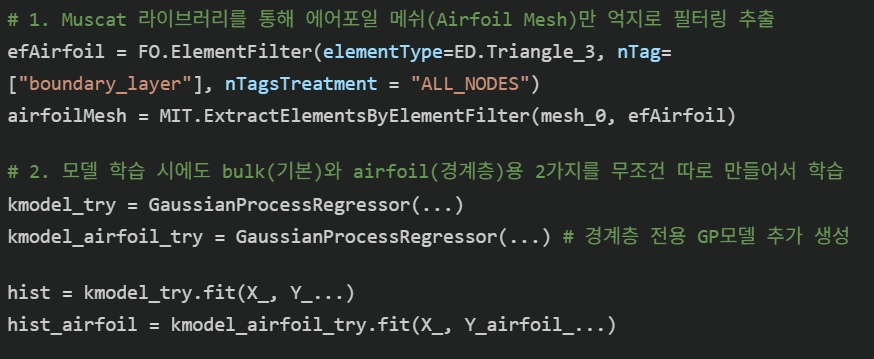 # 1. Muscat 라이브러리를 통해 에어포일 메쉬(Airfoil Mesh)만 억지로 필터링 추출
efAirfoil = FO.ElementFilter(elementType=ED.Triangle_3, nTag=
["boundary_layer"], nTagsTreatment = "ALL_NODES")
airfoilMesh = MIT.ExtractElementsByElementFilter(mesh_0, efAirfoil)
# 2. 모델 학습 시에도 bulk(기본)와 airfoil(경계층)용 2가지를 무조건 따로 만들어서 학습
kmodel_try = GaussianProcessRegressor(...)
kmodel_airfoil_try = GaussianProcessRegressor(...) # 경계층 전용 GP모델 추가 생성
hist = kmodel_try.fit(X_, Y_...)
hist_airfoil = kmodel_airfoil_try.fit(X_, Y_airfoil_...)